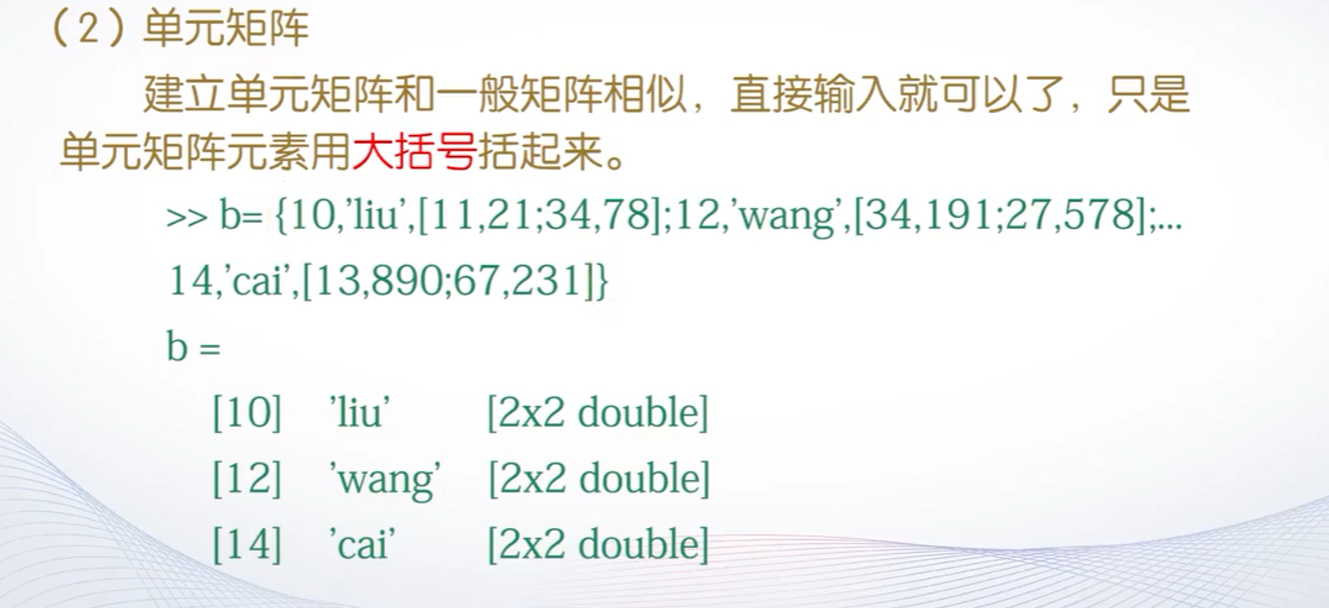 （2）单元矩阵
建立单元矩阵和一般矩阵相似，直接输入就可以了，只是
单元矩阵元素用大括号括起来。
>> b= {10,’liu’,[11,21;34,78];12,’wang’,[34,191;27,578];...
14,’cai’,[13,890;67,231]}
b =
[10] ’liu’ [2x2 double]
[12] ’wang’ [2x2 double]
[14] ’cai’ [2x2 double]